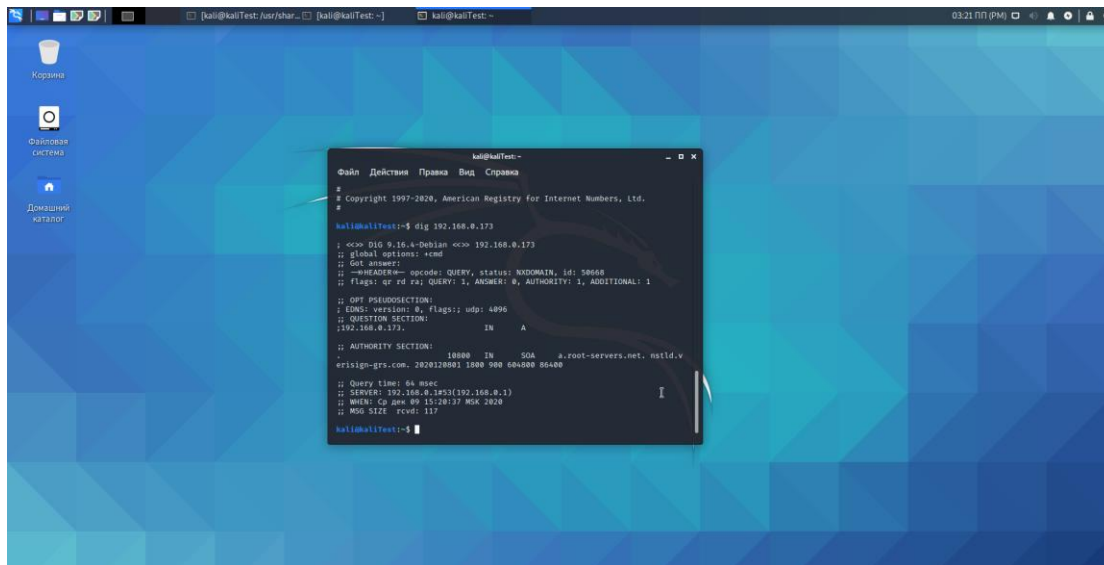 [kali@kaliTest: /usr/shar... [kali@kaliTest: ~] kali@kaliTest: ~ 03:21 ПП (PM)
Корзина
Файловая
система
Домашний
каталог
kali@kaliTest: ~
Файл Действия Правка Вид Справка
#
# Copyright 1997-2020, American Registry for Internet Numbers, Ltd.
#
kali@kaliTest:~$ dig 192.168.0.173
; <<>> DiG 9.16.4-Debian <<>> 192.168.0.173
;; global options: +cmd
;; Got answer:
;; ->>HEADER<<- opcode: QUERY, status: NXDOMAIN, id: 50668
;; flags: qr rd ra; QUERY: 1, ANSWER: 0, AUTHORITY: 1, ADDITIONAL: 1
;; OPT PSEUDOSECTION:
; EDNS: version: 0, flags:; udp: 4096
;; QUESTION SECTION:
;192.168.0.173. IN A
;; AUTHORITY SECTION:
. 10800 IN SOA a.root-servers.net. nstld.v
erisign-grs.com. 2020120801 1800 900 604800 86400
;; Query time: 64 msec
;; SERVER: 192.168.0.1#53(192.168.0.1)
;; WHEN: Ср дек 09 15:20:37 MSK 2020
;; MSG SIZE rcvd: 117
kali@kaliTest:~$